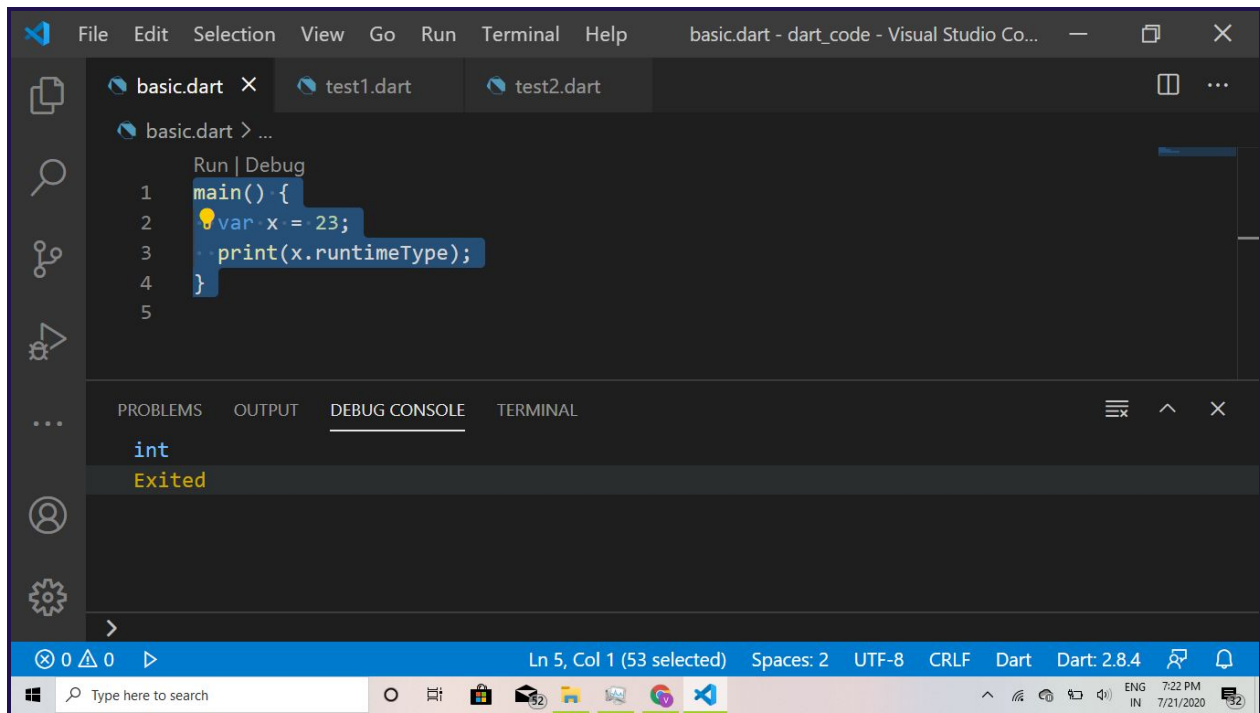 File Edit Selection View Go Run Terminal Help basic.dart - dart_code - Visual Studio Co...
basic.dart test1.dart test2.dart
basic.dart > ...
Run | Debug
1 main() {
2 var x = 23;
3 print(x.runtimeType);
4 }
5
PROBLEMS OUTPUT DEBUG CONSOLE TERMINAL
int
Exited
>
0 0 Ln 5, Col 1 (53 selected) Spaces: 2 UTF-8 CRLF Dart Dart: 2.8.4
Type here to search 52 V ENG 7:22 PM
IN 7/21/2020 32